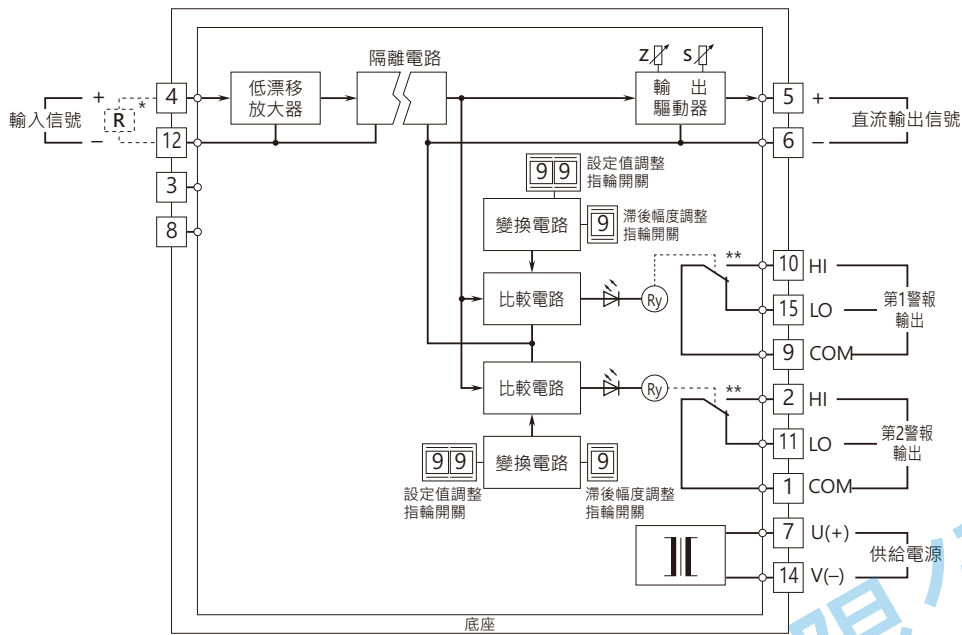 隔離電路
Z
S
低漂移
放大器
輸 出
驅動器
輸入信號
+
−
R
*
4
12
3
8
5
+
6
−
直流輸出信號
9 9
設定值調整
指輪開關
變換電路
9
滯後幅度調整
指輪開關
比較電路
Ry
**
10
HI
15
LO
9
COM
第1警報
輸出
比較電路
Ry
**
2
HI
11
LO
1
COM
第2警報
輸出
9 9
變換電路
9
設定值調整
指輪開關
滯後幅度調整
指輪開關
7
U(+)
14
V(−)
供給電源
底座